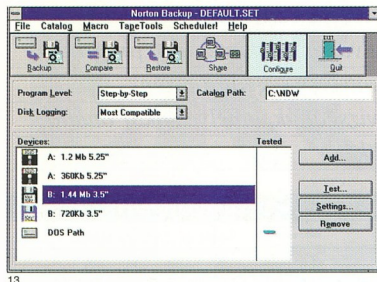 Norton Backup - DEFAULT.SET
File Catalog Macro TapeTools Scheduler! Help
Backup Compare Restore Share Configure Quit
Program Level: Step-by-Step Catalog Path: C:\NDW
Disk Logging: Most Compatible
Devices: Tested
A: 1.2 Mb 5.25"
A: 360Kb 5.25"
B: 1.44 Mb 3.5"
B: 720Kb 3.5"
DOS Path
Add...
Test...
Settings...
Remove
13